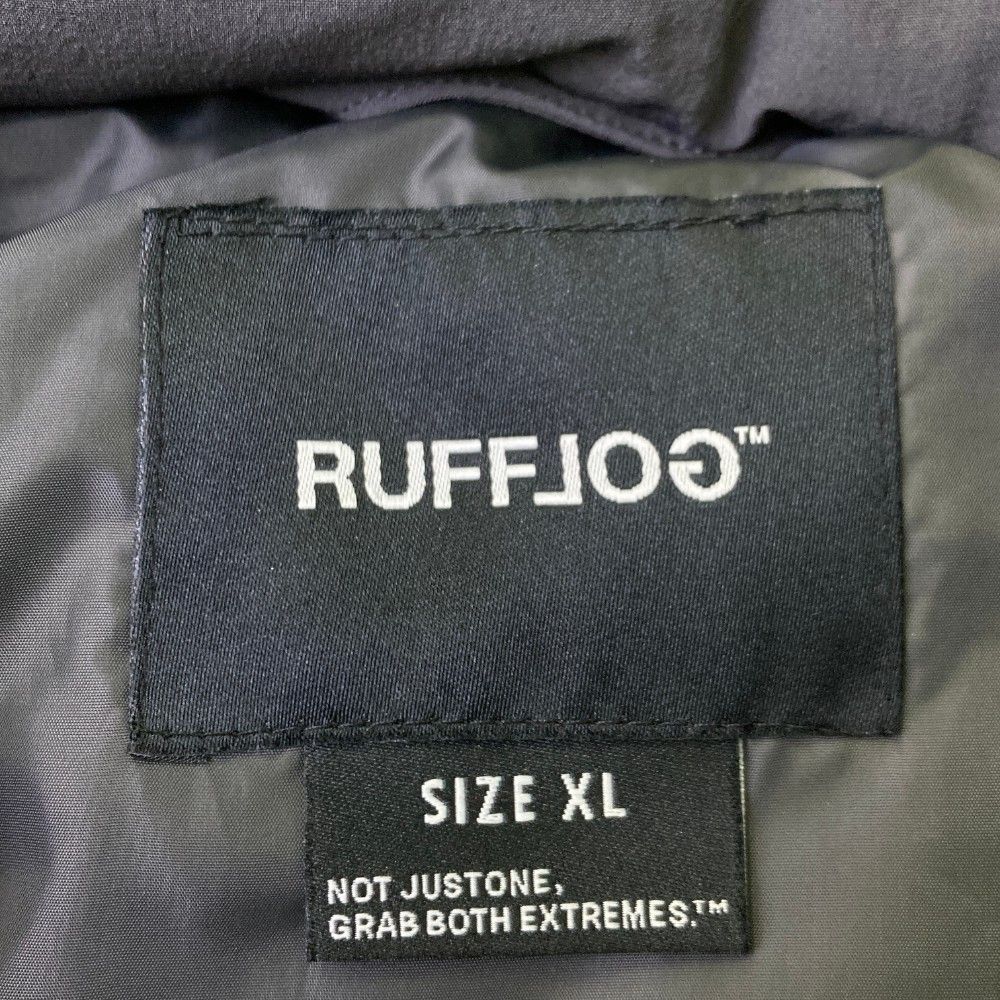 RUFFLOG™
SIZE XL
NOT JUSTONE,
GRAB BOTH EXTREMES.™